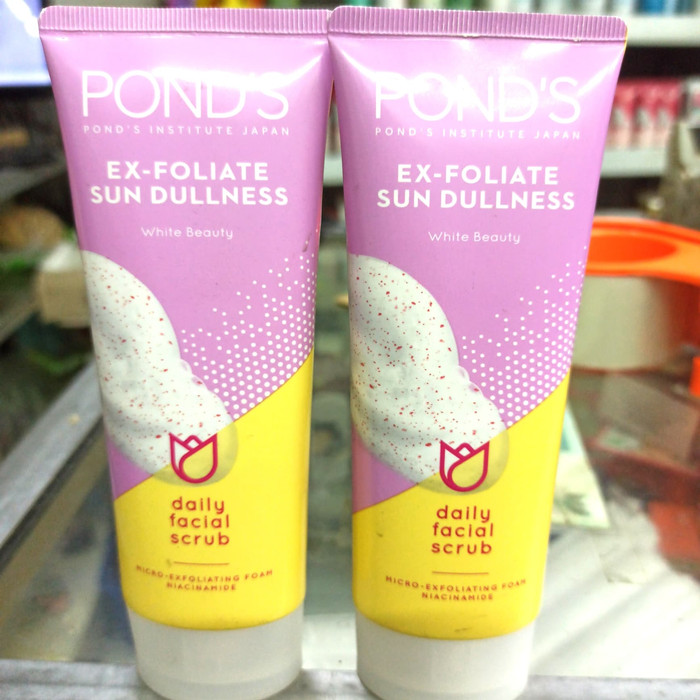 POND'S
POND'S INSTITUTE JAPAN
EX-FOLIATE
SUN DULLNESS
White Beauty
daily
facial
scrub
MICRO-EXFOLIATING FOAM
NIACINAMIDE
POND'S
POND'S INSTITUTE JAPAN
EX-FOLIATE
SUN DULLNESS
White Beauty
daily
facial
scrub
MICRO-EXFOLIATING FOAM
NIACINAMIDE